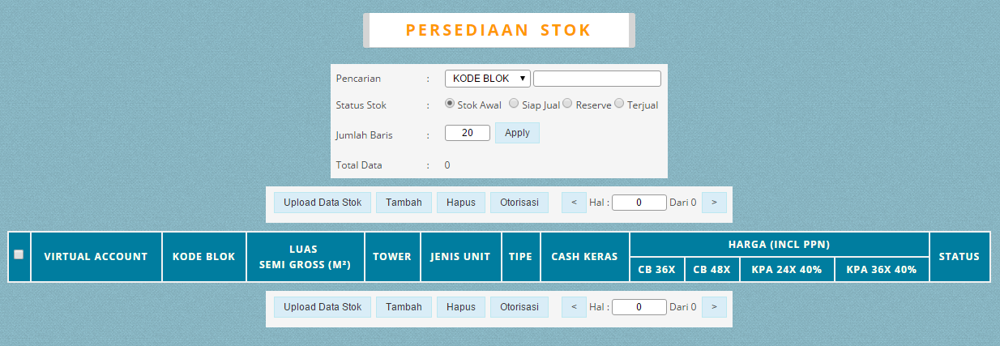 PERSEDIAAN STOK
Pencarian : KODE BLOK
Status Stok : Stok Awal Siap Jual Reserve Terjual
Jumlah Baris : 20 Apply
Total Data : 0
Upload Data Stok Tambah Hapus Otorisasi < Hal : 0 Dari 0 >
VIRTUAL ACCOUNT KODE BLOK LUAS SEMI GROSS (M²) TOWER JENIS UNIT TIPE CASH KERAS HARGA (INCL PPN) STATUS
CB 36X CB 48X KPA 24X 40% KPA 36X 40%
Upload Data Stok Tambah Hapus Otorisasi < Hal : 0 Dari 0 >